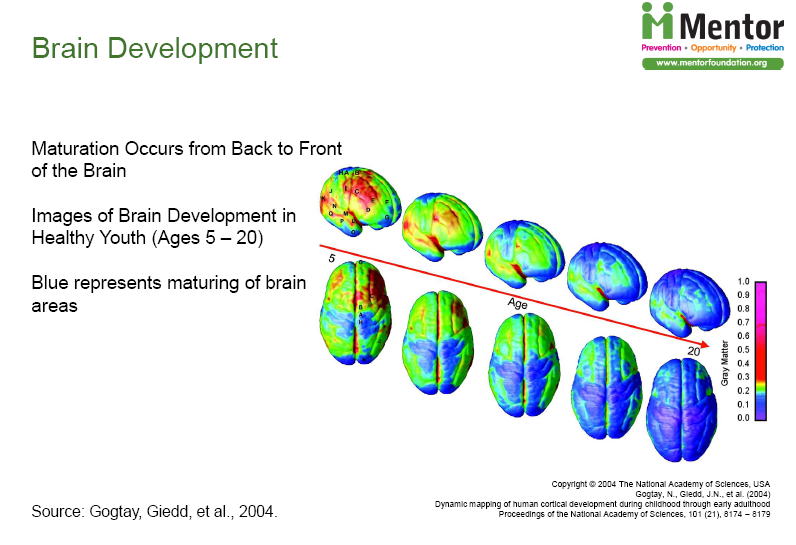 Brain Development
Mentor
Prevention • Opportunity • Protection
www.mentorfoundation.org
Maturation Occurs from Back to Front
of the Brain
Images of Brain Development in
Healthy Youth (Ages 5 – 20)
Blue represents maturing of brain
areas
5
Age
20
1.0
0.9
0.8
0.7
0.6
0.5
0.4
0.3
0.2
0.1
0.0
Gray Matter
Copyright © 2004 The National Academy of Sciences, USA
Gogtay, N., Giedd, J.N., et al. (2004)
Dynamic mapping of human cortical development during childhood through early adulthood
Proceedings of the National Academy of Sciences, 101 (21), 8174 – 8179
Source: Gogtay, Giedd, et al., 2004.